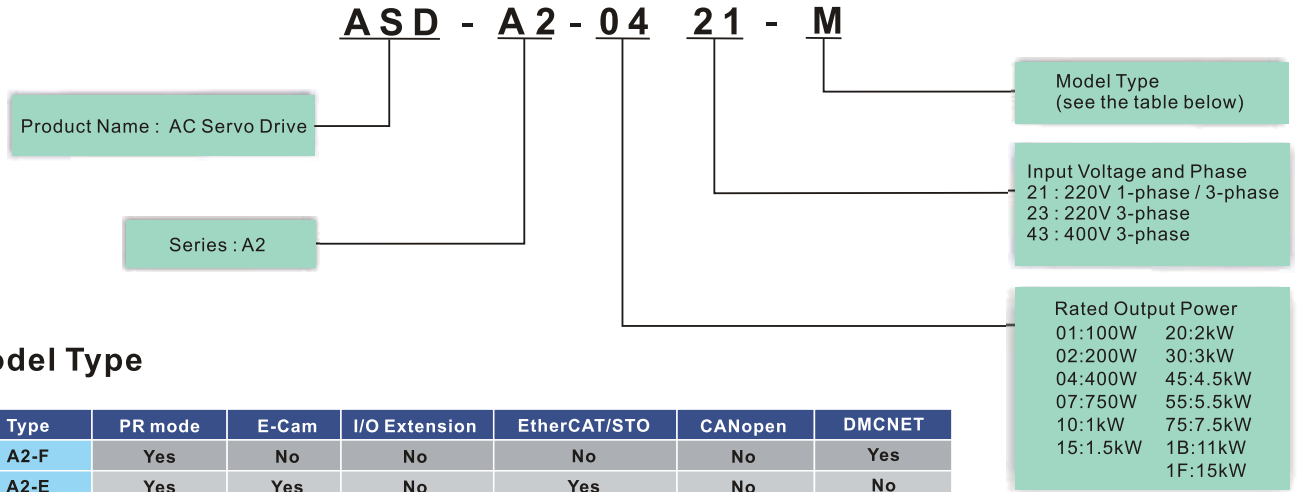 ASD - A2 - 04 21 - M
Product Name : AC Servo Drive
Series : A2
Model Type
(see the table below)
Input Voltage and Phase
21 : 220V 1-phase / 3-phase
23 : 220V 3-phase
43 : 400V 3-phase
Rated Output Power
01:100W 20:2kW
02:200W 30:3kW
04:400W 45:4.5kW
07:750W 55:5.5kW
10:1kW 75:7.5kW
15:1.5kW 1B:11kW
1F:15kW
odel Type
Type PR mode E-Cam I/O Extension EtherCAT/STO CANopen DMCNET
A2-F Yes No No No No Yes
A2-E Yes Yes No Yes No No